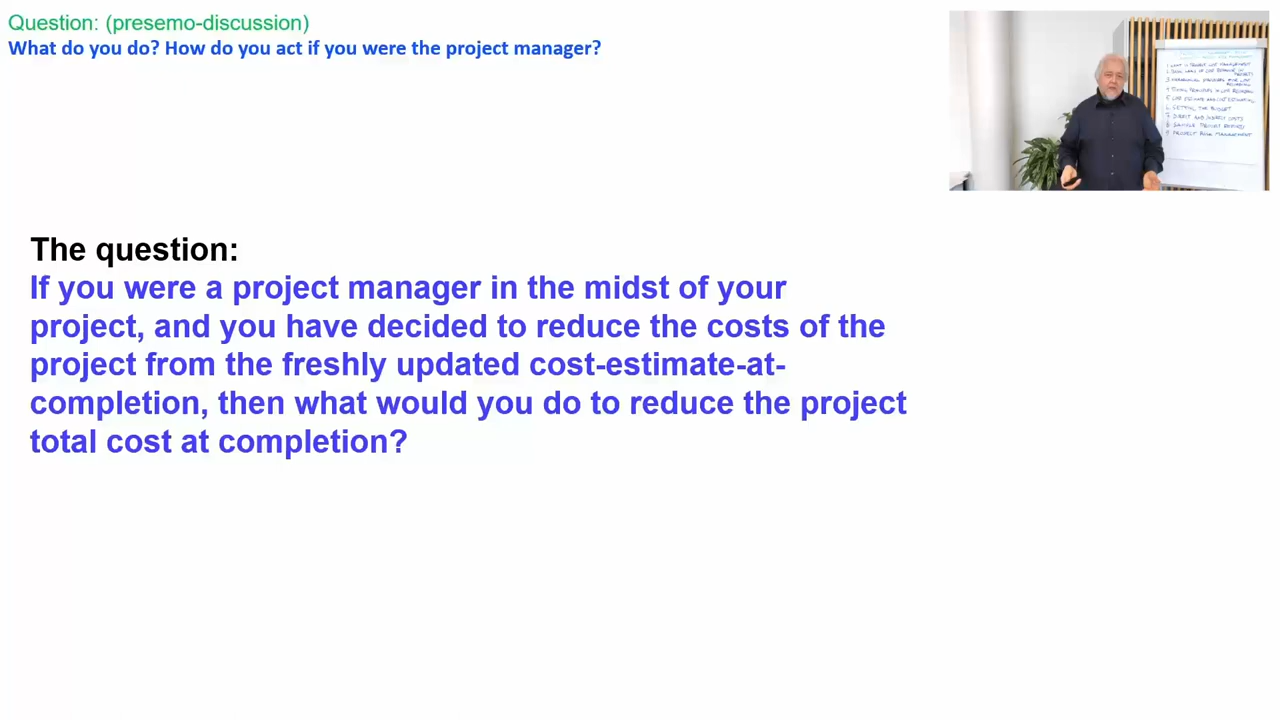 Question: (presemo-discussion)
What do you do? How do you act if you were the project manager?
The question:
If you were a project manager in the midst of your
project, and you have decided to reduce the costs of the
project from the freshly updated cost-estimate-at-
completion, then what would you do to reduce the project
total cost at completion?